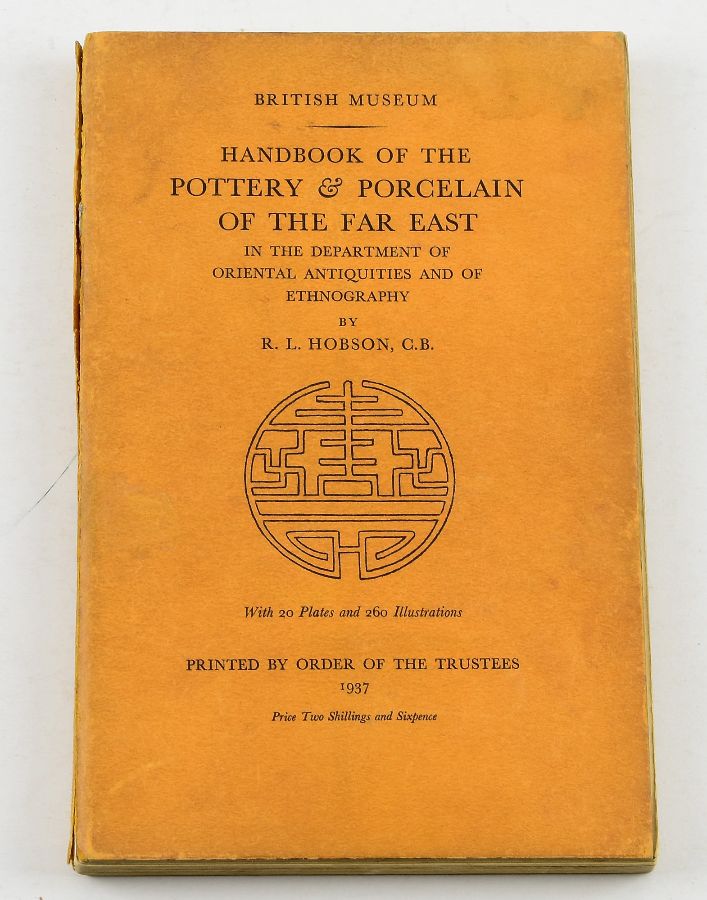 BRITISH MUSEUM
HANDBOOK OF THE
POTTERY & PORCELAIN
OF THE FAR EAST
IN THE DEPARTMENT OF
ORIENTAL ANTIQUITIES AND OF
ETHNOGRAPHY
BY
R. L. HOBSON, C.B.
With 20 Plates and 260 Illustrations
PRINTED BY ORDER OF THE TRUSTEES
1937
Price Two Shillings and Sixpence